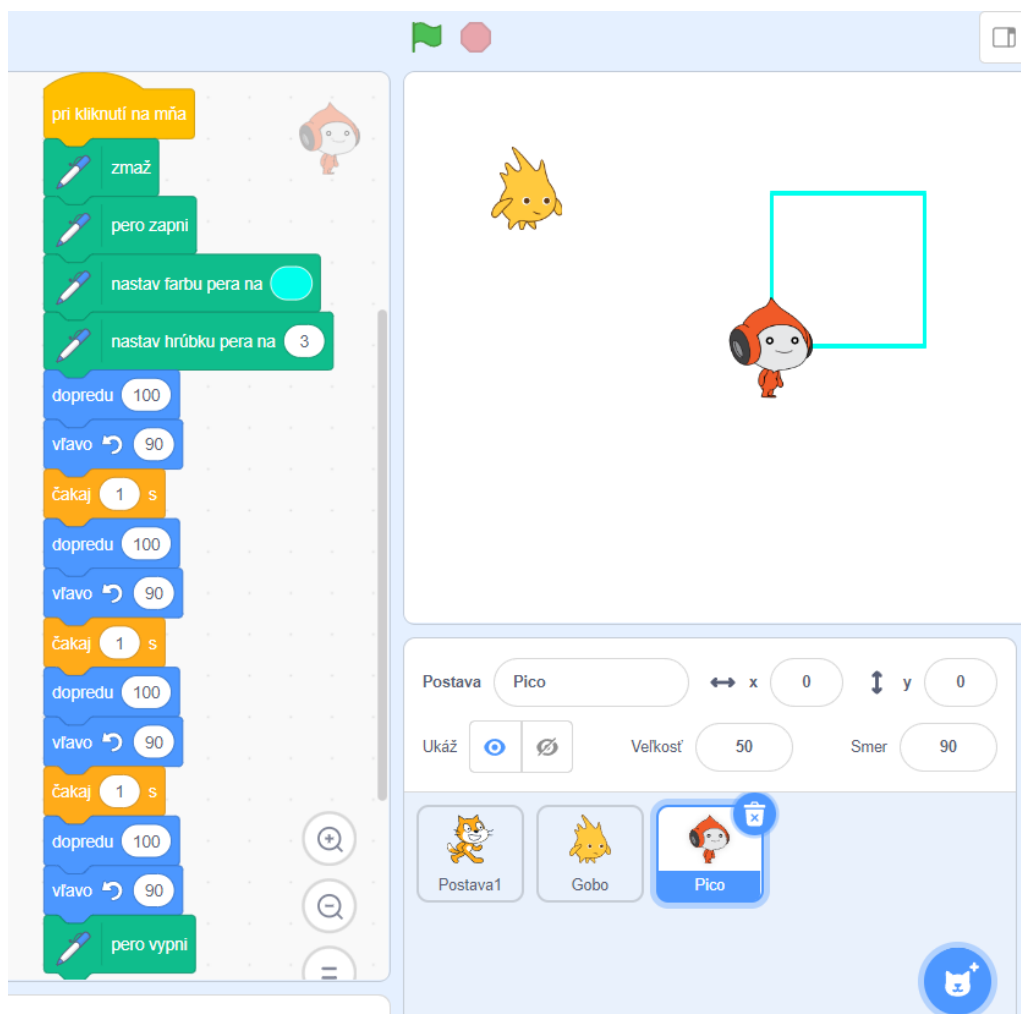 pri kliknutí na mňa
zmaž
pero zapni
nastav farbu pera na
nastav hrúbku pera na 3
dopredu 100
vľavo 90
čakaj 1 s
dopredu 100
vľavo 90
čakaj 1 s
dopredu 100
vľavo 90
čakaj 1 s
dopredu 100
vľavo 90
pero vypni
Postava Pico x 0 y 0
Ukáž Veľkosť 50 Smer 90
Postava1 Gobo Pico